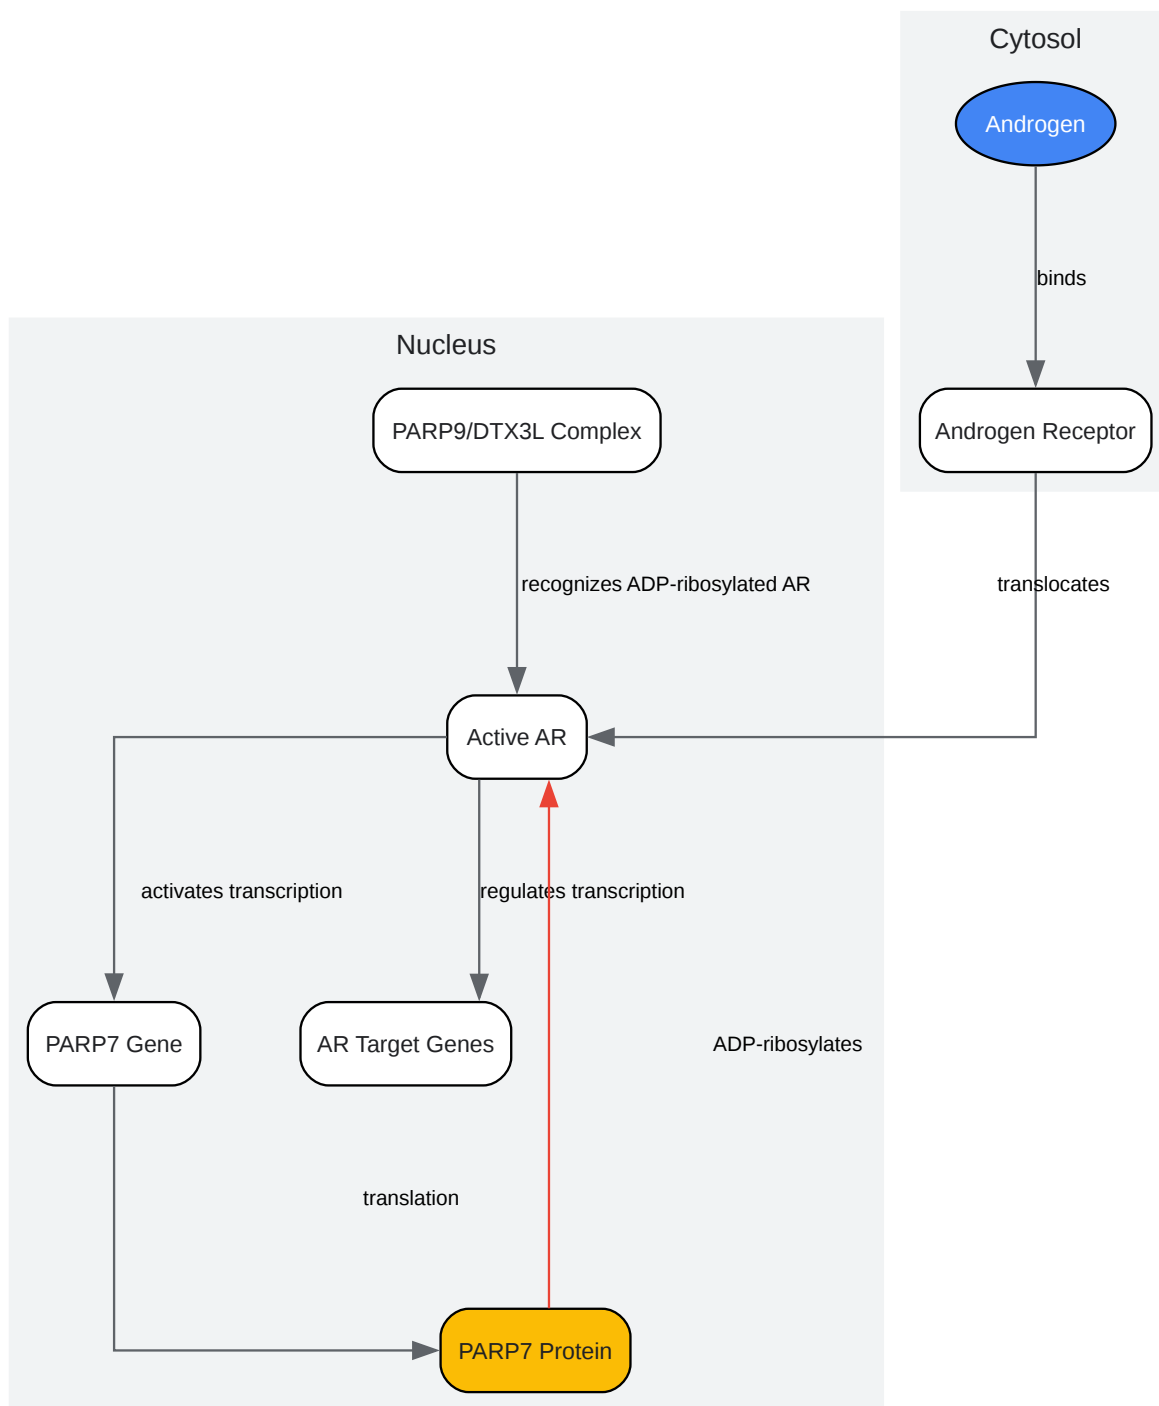 Cytosol
Androgen
binds
Nucleus
PARP9/DTX3L Complex
Androgen Receptor
recognizes ADP-ribosylated AR
translocates
Active AR
activates transcription
regulates transcription
PARP7 Gene
AR Target Genes
ADP-ribosylates
translation
PARP7 Protein